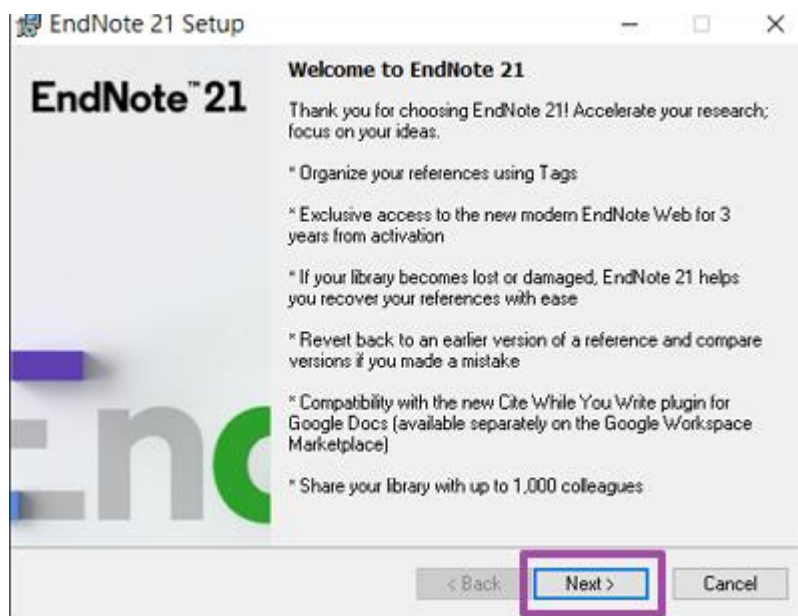 EndNote 21 Setup
EndNote™21
Welcome to EndNote 21
Thank you for choosing EndNote 21! Accelerate your research;
focus on your ideas.
* Organize your references using Tags
* Exclusive access to the new modern EndNote Web for 3
years from activation
* If your library becomes lost or damaged, EndNote 21 helps
you recover your references with ease
* Revert back to an earlier version of a reference and compare
versions if you made a mistake
* Compatibility with the new Cite While You Write plugin for
Google Docs (available separately on the Google Workspace
Marketplace)
* Share your library with up to 1,000 colleagues
En
< Back Next > Cancel